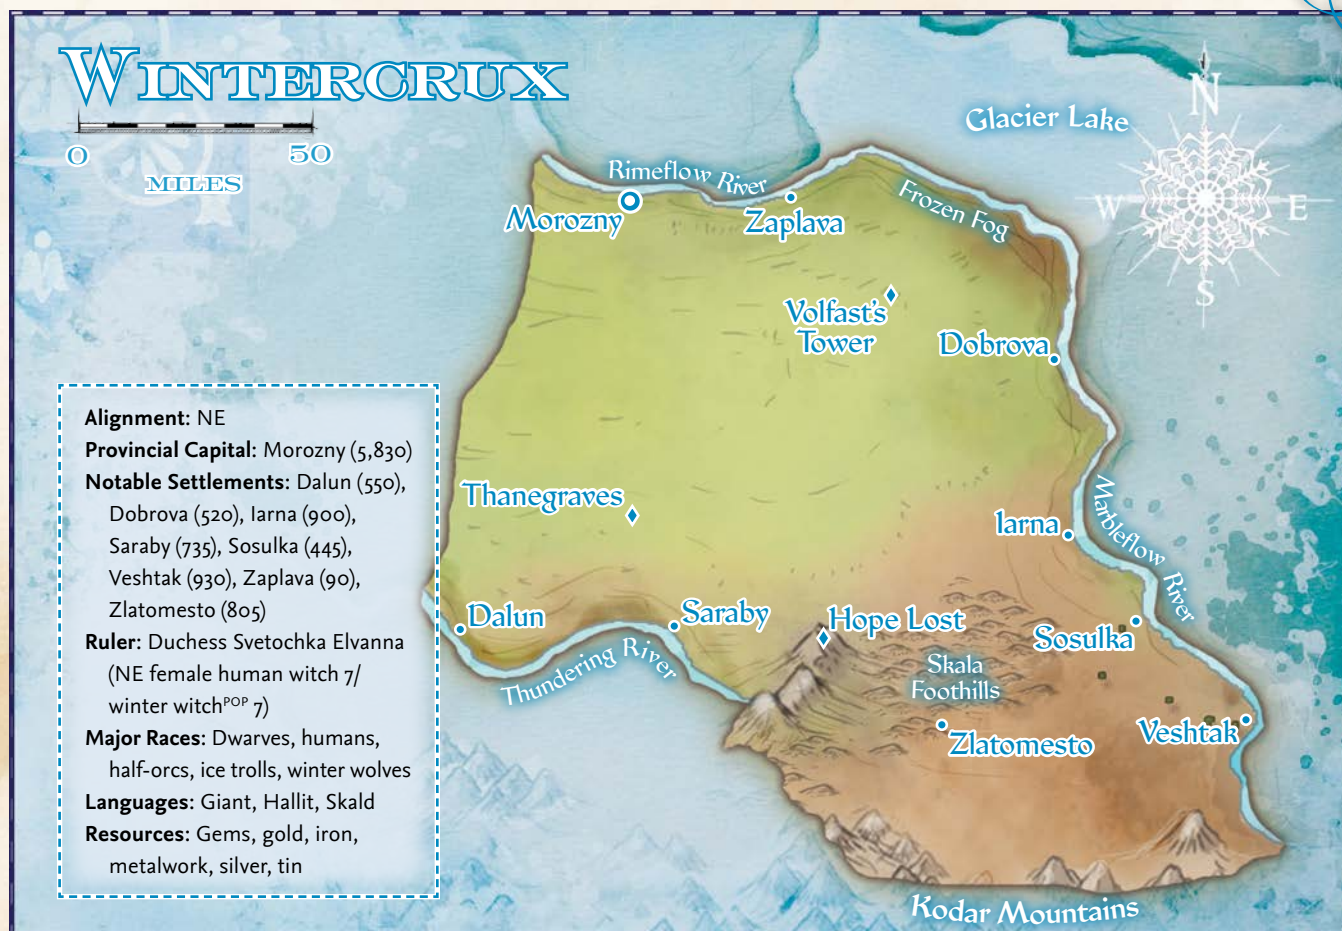 WINTERCRUX
0 50
MILES
Glacier Lake
N
W E
S
Rimeflow River
Frozen Fog
Morozny
Zaplava
Volfast's
Tower
Dobrova
Thanegraves
Iarna
Marbleflow River
Dalun
Saraby
Hope Lost
Sosulka
Thundering River
Skala
Foothills
Zlatomesto
Veshtak
Kodar Mountains
Alignment: NE
Provincial Capital: Morozny (5,830)
Notable Settlements: Dalun (550),
Dobrova (520), Iarna (900),
Saraby (735), Sosulka (445),
Veshtak (930), Zaplava (90),
Zlatomesto (805)
Ruler: Duchess Svetochka Elvanna
(NE female human witch 7/
winter witchPOP 7)
Major Races: Dwarves, humans,
half-orcs, ice trolls, winter wolves
Languages: Giant, Hallit, Skald
Resources: Gems, gold, iron,
metalwork, silver, tin